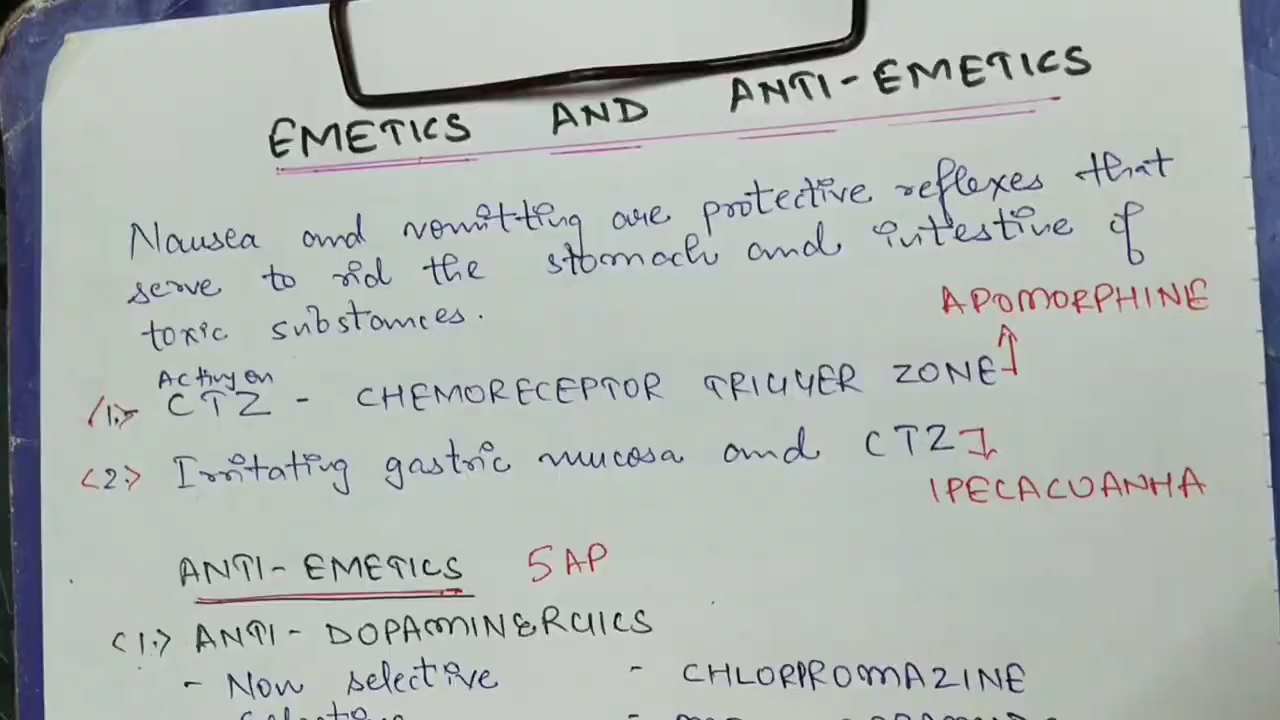 EMETICS AND ANTI-EMETICS
Nausea and vomitting are protective reflexes that
serve to rid the stomach and intestine of
toxic substances.
APOMORPHINE
Acting on
(1.) CTZ - CHEMORECEPTOR TRIGGER ZONE
(2.) Irritating gastric mucosa and CTZ
IPECACUANHA
ANTI-EMETICS 5AP
(1.) ANTI-DOPAMINERGICS
- Non selective - CHLORPROMAZINE